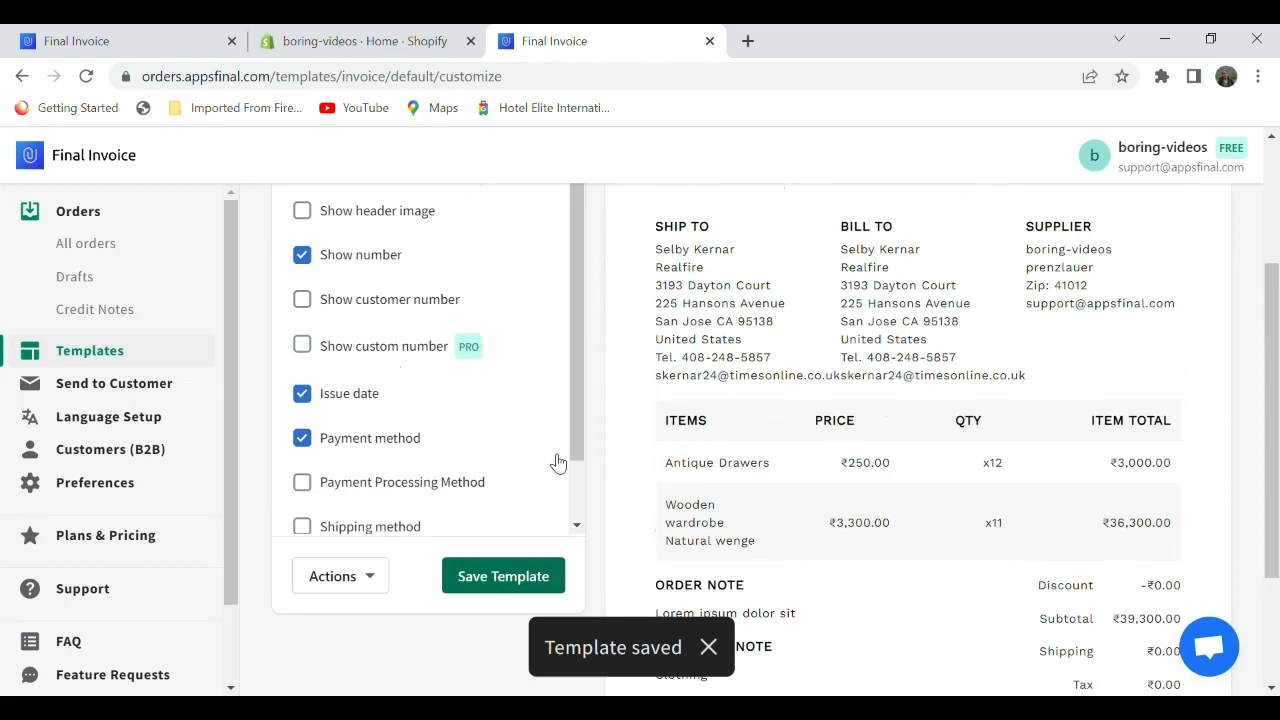 Final Invoice
boring-videos · Home · Shopify
Final Invoice
orders.appsfinal.com/templates/invoice/default/customize
Getting Started
Imported From Fire...
YouTube
Maps
Hotel Elite Internati...
Final Invoice
b
boring-videos FREE
support@appsfinal.com
Orders
All orders
Drafts
Credit Notes
Templates
Send to Customer
Language Setup
Customers (B2B)
Preferences
Plans & Pricing
Support
FAQ
Feature Requests
Show header image
Show number
Show customer number
Show custom number PRO
Issue date
Payment method
Payment Processing Method
Shipping method
Actions
Save Template
SHIP TO
Selby Kernar
Realfire
3193 Dayton Court
225 Hansons Avenue
San Jose CA 95138
United States
Tel. 408-248-5857
skernar24@timesonline.co.uk
BILL TO
Selby Kernar
Realfire
3193 Dayton Court
225 Hansons Avenue
San Jose CA 95138
United States
Tel. 408-248-5857
skernar24@timesonline.co.uk
SUPPLIER
boring-videos
prenzlauer
Zip: 41012
support@appsfinal.com
ITEMS PRICE QTY ITEM TOTAL
Antique Drawers ₹250.00 x12 ₹3,000.00
Wooden
wardrobe ₹3,300.00 x11 ₹36,300.00
Natural wenge
ORDER NOTE
Lorem ipsum dolor sit
NOTE
Discount -₹0.00
Subtotal ₹39,300.00
Shipping ₹0.00
Tax ₹0.00
Template saved